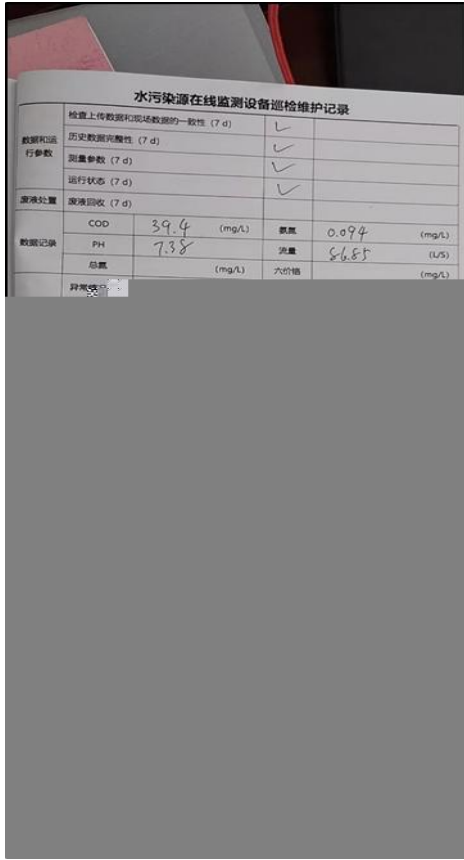 水污染源在线监测设备巡检维护记录
数据和运行参数 检查上传数据和现场数据的一致性 (7 d) ✓
历史数据完整性 (7 d) ✓
测量参数 (7 d) ✓
运行状态 (7 d) ✓
废液处置 废液回收 (7 d)
数据记录 COD 39.4 (mg/L) 氨氮 0.094 (mg/L)
PH 7.38 流量 86.85 (L/S)
总氮 (mg/L) 六价铬 (mg/L)
异常情